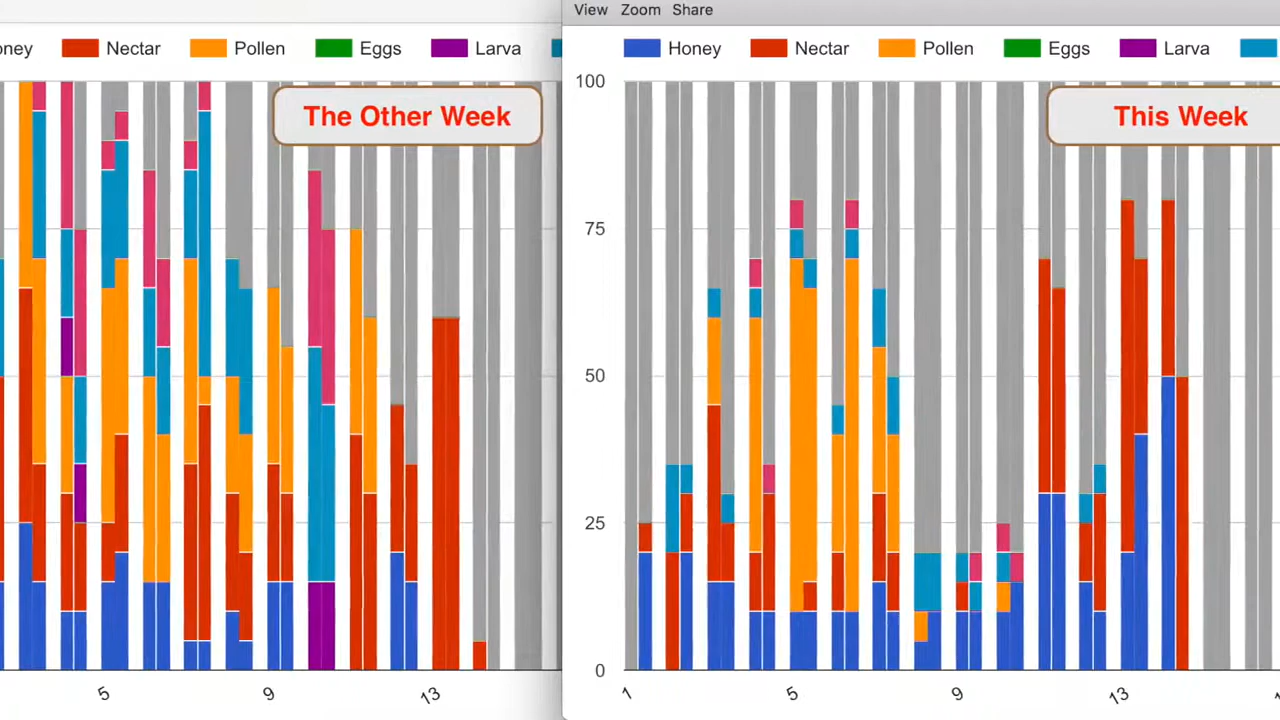 View Zoom Share
oney Nectar Pollen Eggs Larva
Honey Nectar Pollen Eggs Larva
The Other Week
This Week
100
75
50
25
0
5 9 13
1 5 9 13